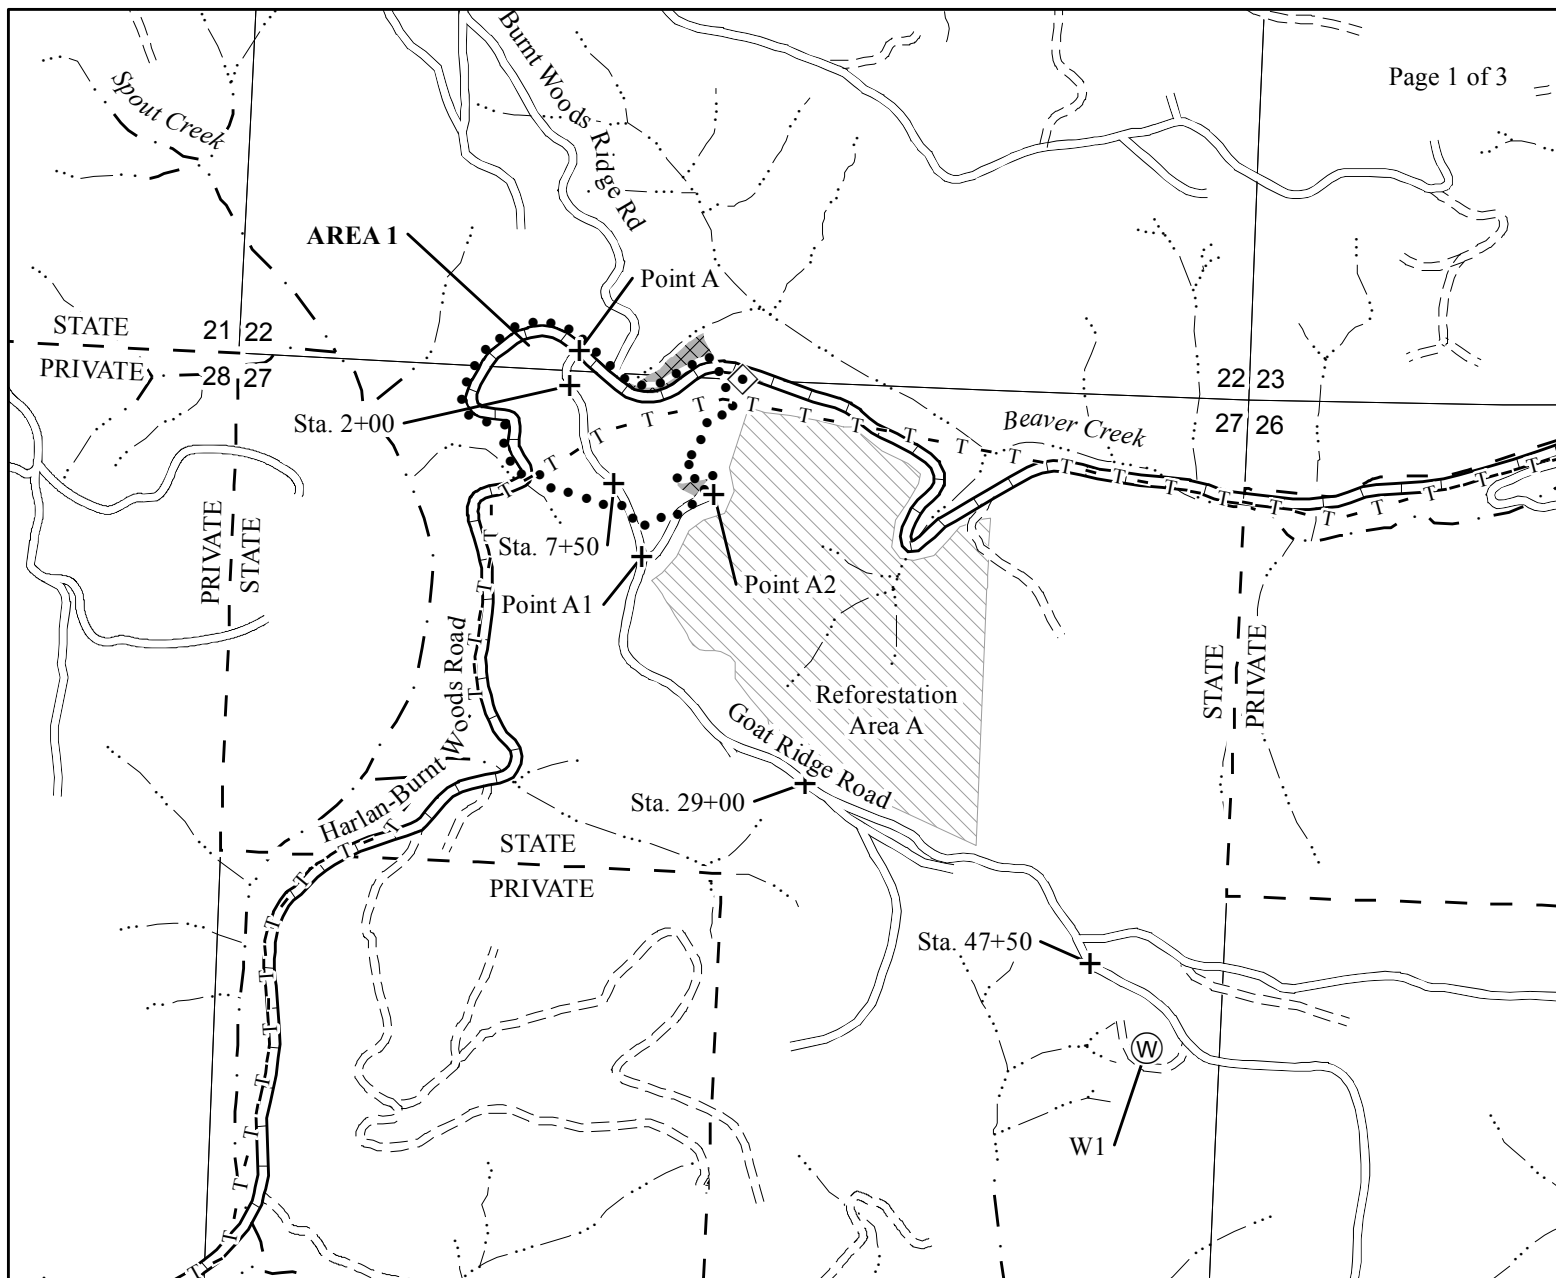 Page 1 of 3
Spout Creek
Burnt Woods Ridge Rd
AREA 1
Point A
STATE
PRIVATE
21 22
28 27
22 23
27 26
Beaver Creek
Sta. 2+00
T T T T T T T T T T T T T T T T T T T
PRIVATE
STATE
Sta. 7+50
Point A1
Point A2
Reforestation
Area A
STATE
PRIVATE
Harlan-Burnt Woods Road
Goat Ridge Road
Sta. 29+00
STATE
PRIVATE
Sta. 47+50
W
W1
T T T T T T T T T T T T T T T T